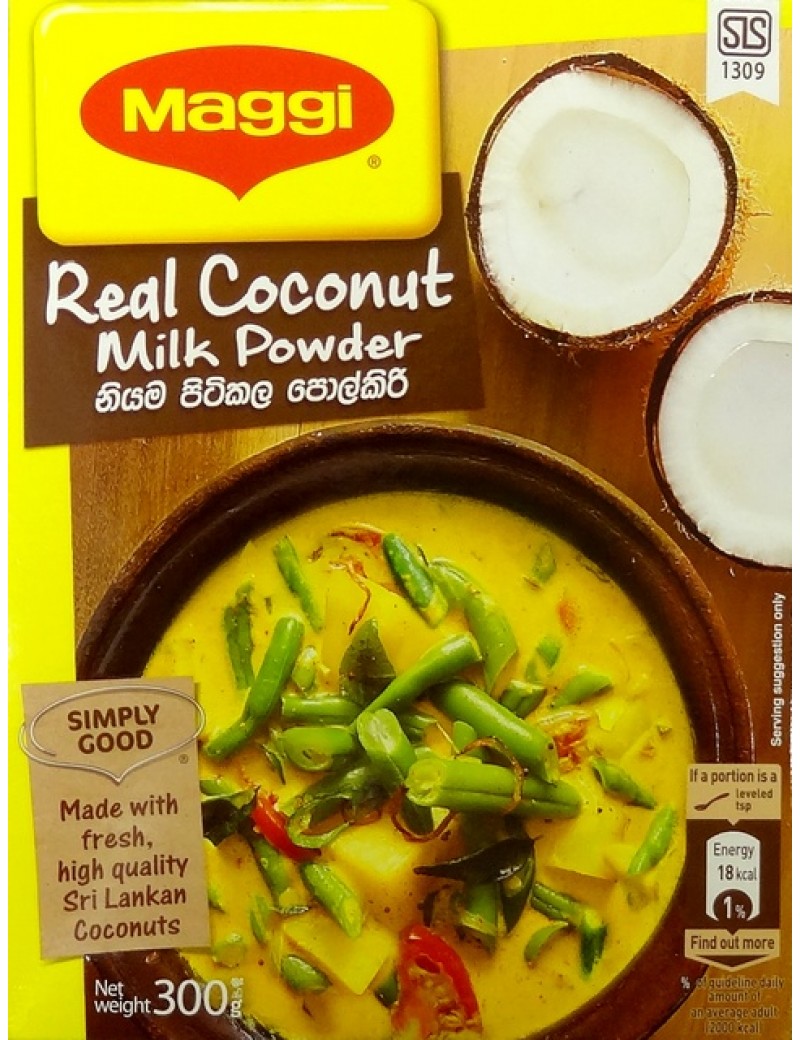 Maggi
®
SLS
1309
Real Coconut
Milk Powder
නියම පිටිකල පොල්කිරි
SIMPLY
GOOD
®
Made with
fresh,
high quality
Sri Lankan
Coconuts
Serving suggestion only
If a portion is a
leveled
tsp
Energy
18 kcal
1%
Find out more
% of guideline daily
amount of
an average adult
(2000 kcal)
Net
weight 300g